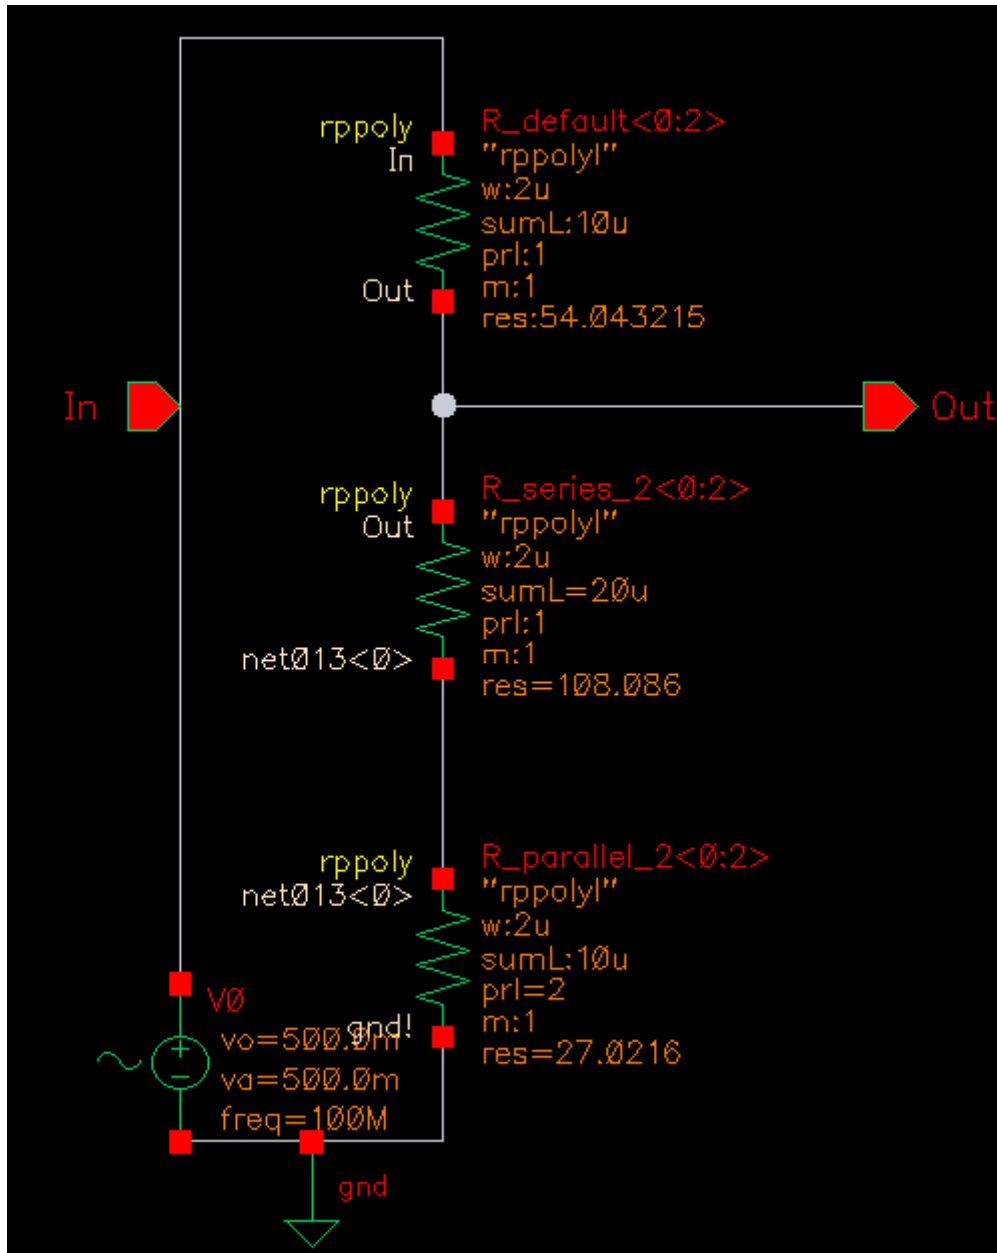 rppoly
In
R_default<0:2>
"rppolyl"
w:2u
sumL:10u
prl:1
m:1
res:54.043215
Out
In
Out
rppoly
Out
R_series_2<0:2>
"rppolyl"
w:2u
sumL=20u
prl:1
m:1
res=108.086
net013<0>
rppoly
net013<0>
R_parallel_2<0:2>
"rppolyl"
w:2u
sumL:10u
prl=2
m:1
res=27.0216
gnd!
V0
vo=500.0m
va=500.0m
freq=100M
gnd